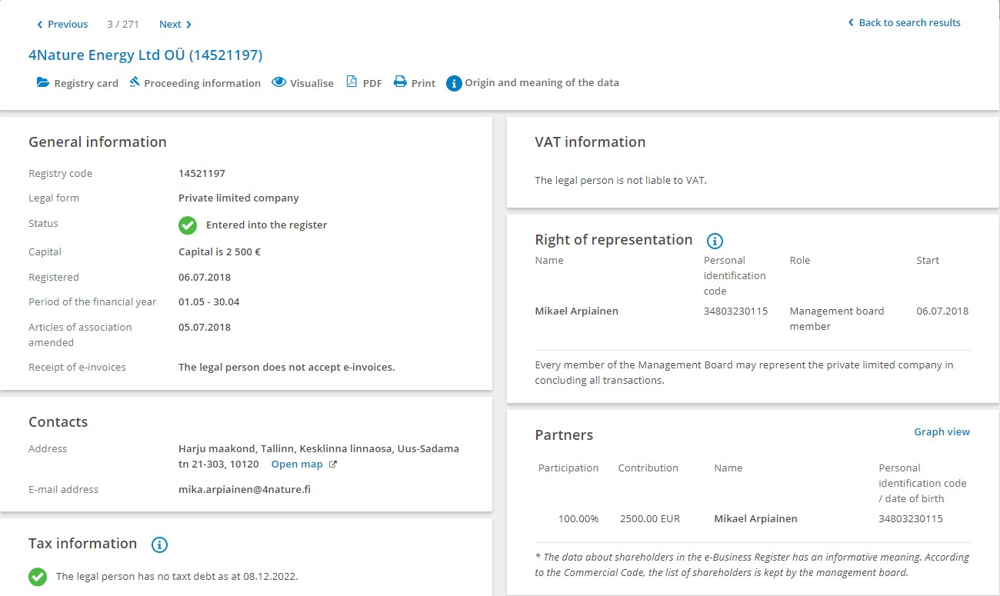 Previous 3 / 271 Next
Back to search results
4Nature Energy Ltd OÜ (14521197)
Registry card Proceeding information Visualise PDF Print Origin and meaning of the data
General information
Registry code 14521197
Legal form Private limited company
Status Entered into the register
Capital Capital is 2 500 €
Registered 06.07.2018
Period of the financial year 01.05 - 30.04
Articles of association
amended 05.07.2018
Receipt of e-invoices The legal person does not accept e-invoices.
Contacts
Address Harju maakond, Tallinn, Kesklinna linnaosa, Uus-Sadama
tn 21-303, 10120 Open map
E-mail address mika.arpiainen@4nature.fi
Tax information
The legal person has no taxt debt as at 08.12.2022.
VAT information
The legal person is not liable to VAT.
Right of representation
Name Personal Role Start
identification
code
Mikael Arpiainen 34803230115 Management board 06.07.2018
member
Every member of the Management Board may represent the private limited company in
concluding all transactions.
Partners Graph view
Participation Contribution Name Personal
identification code
/ date of birth
100.00% 2500.00 EUR Mikael Arpiainen 34803230115
* The data about shareholders in the e-Business Register has an informative meaning. According
to the Commercial Code, the list of shareholders is kept by the management board.